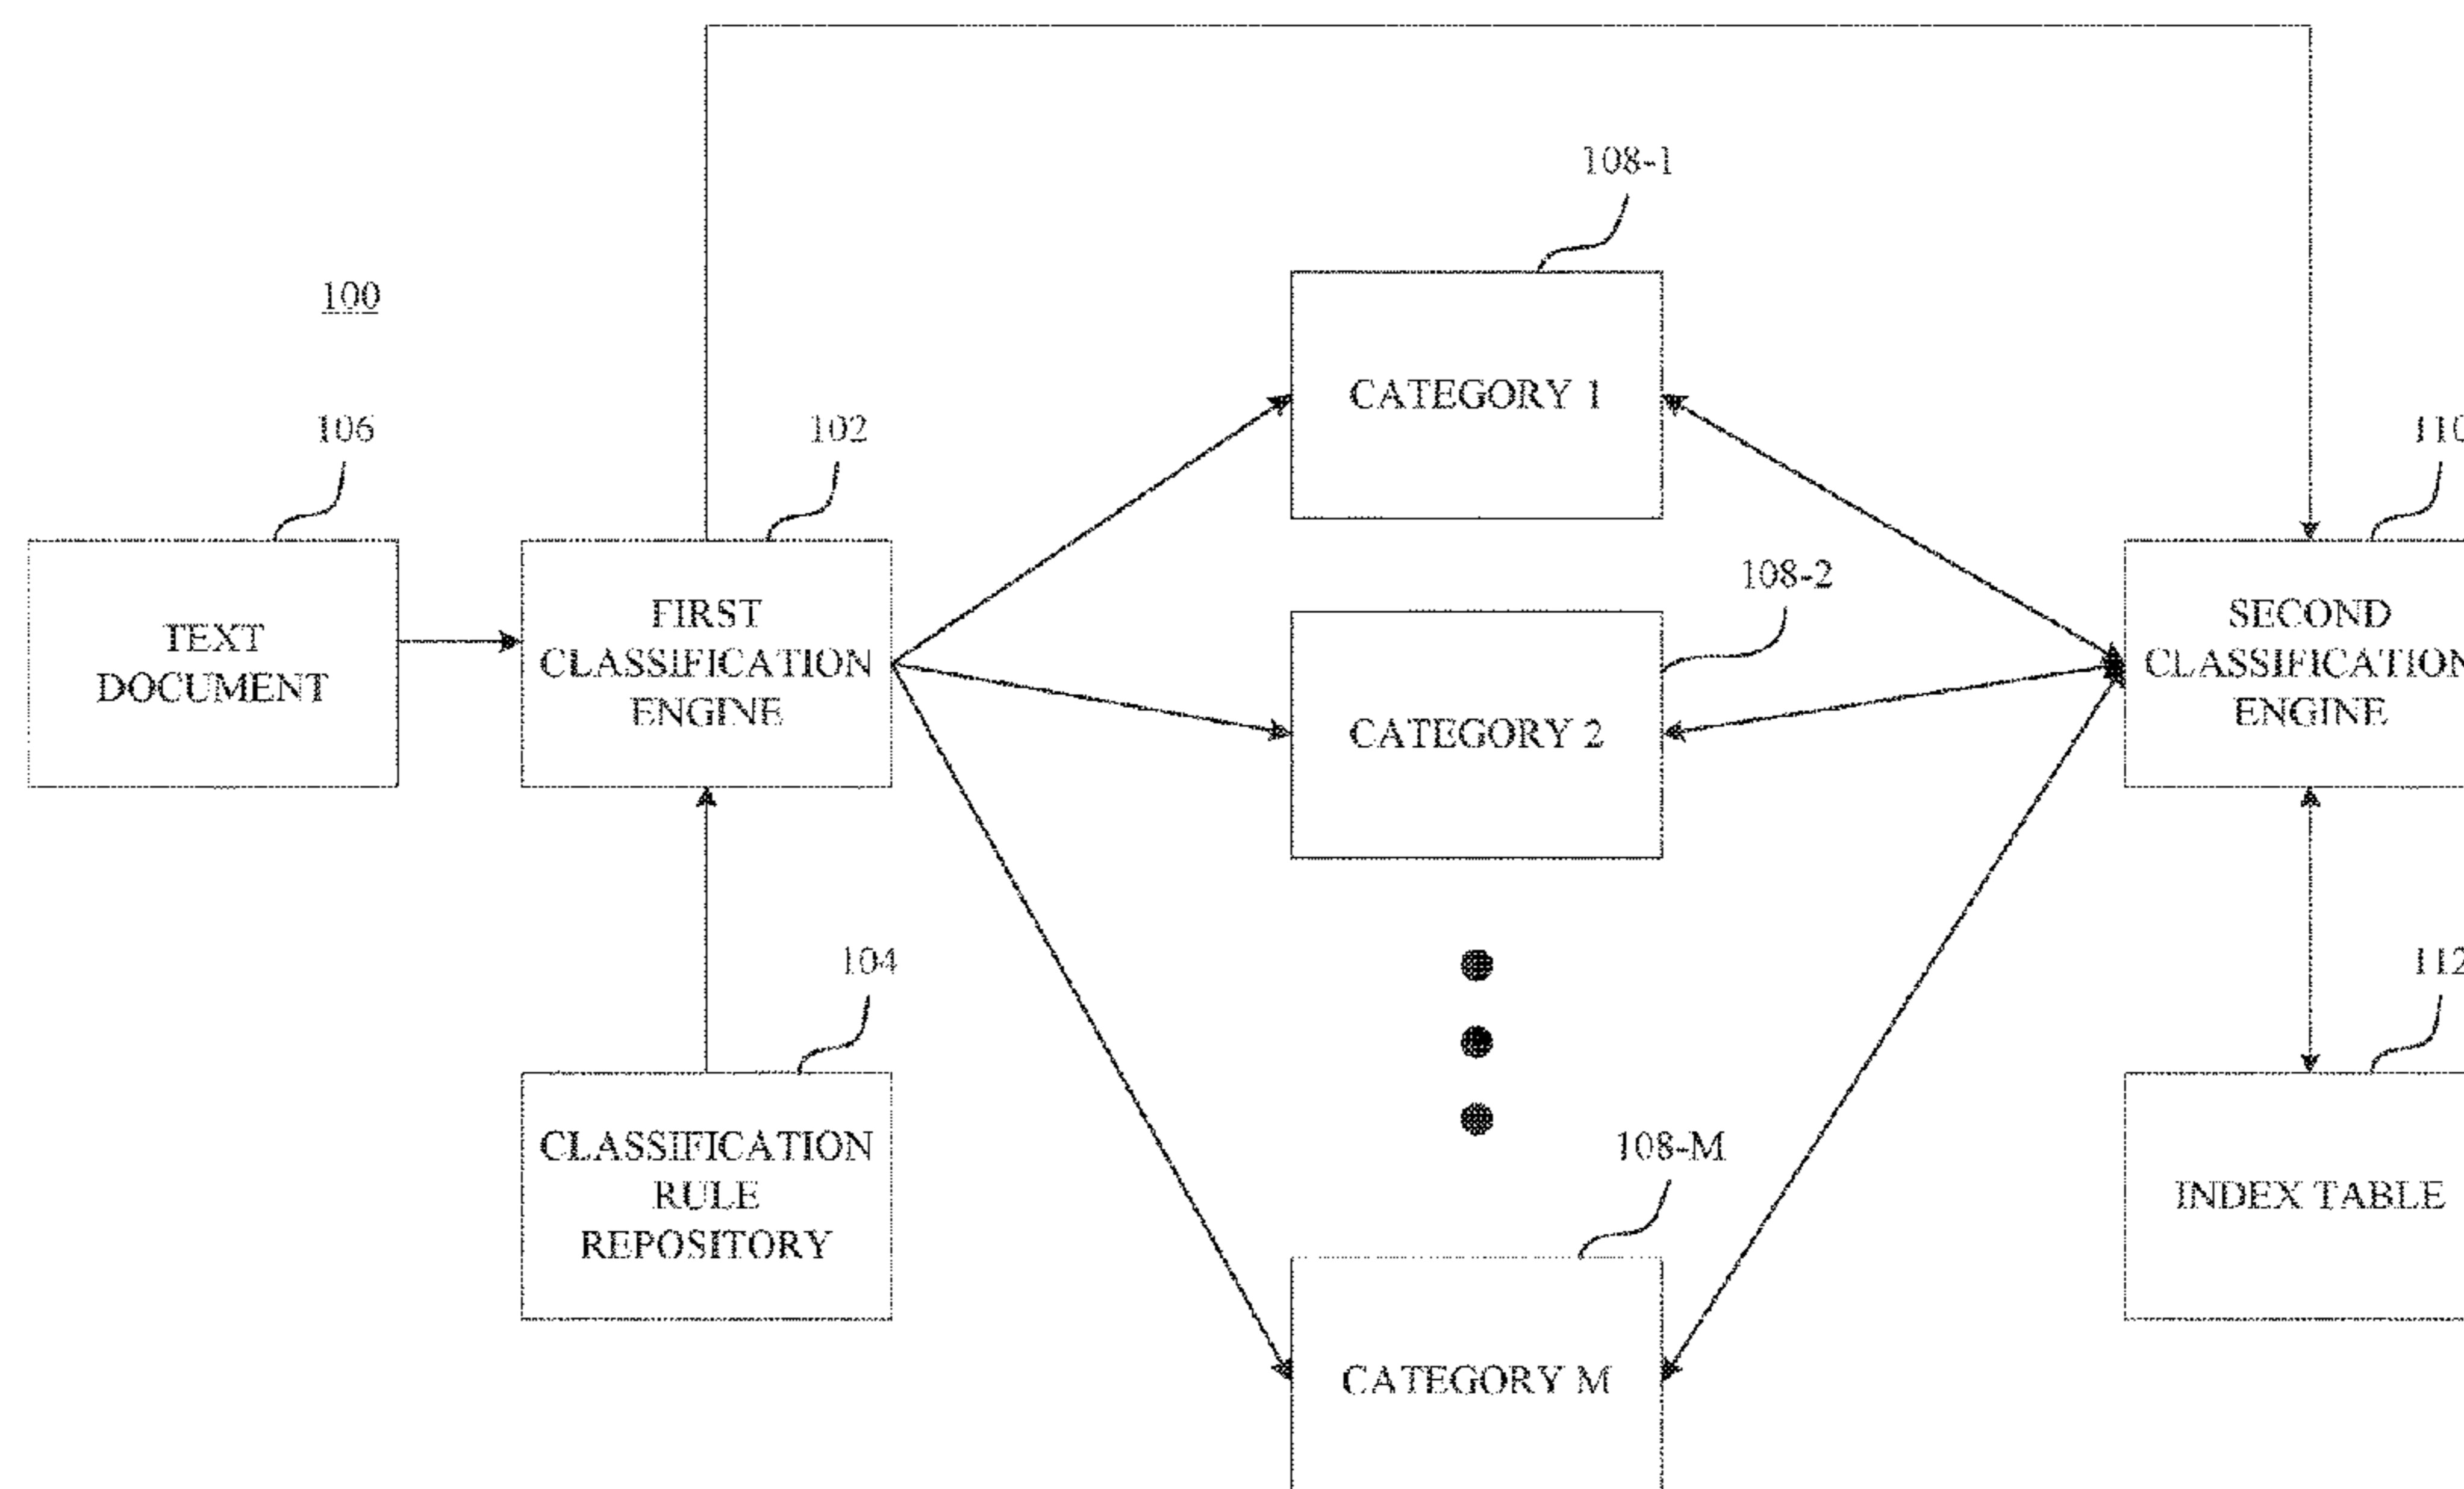 108-1
100
CATEGORY 1
106
102
110
108-2
TEXT
DOCUMENT
FIRST
CLASSIFICATION
ENGINE
SECOND
CLASSIFICATION
ENGINE
CATEGORY 2
104
112
CLASSIFICATION
RULE
REPOSITORY
108-M
INDEX TABLE
CATEGORY M